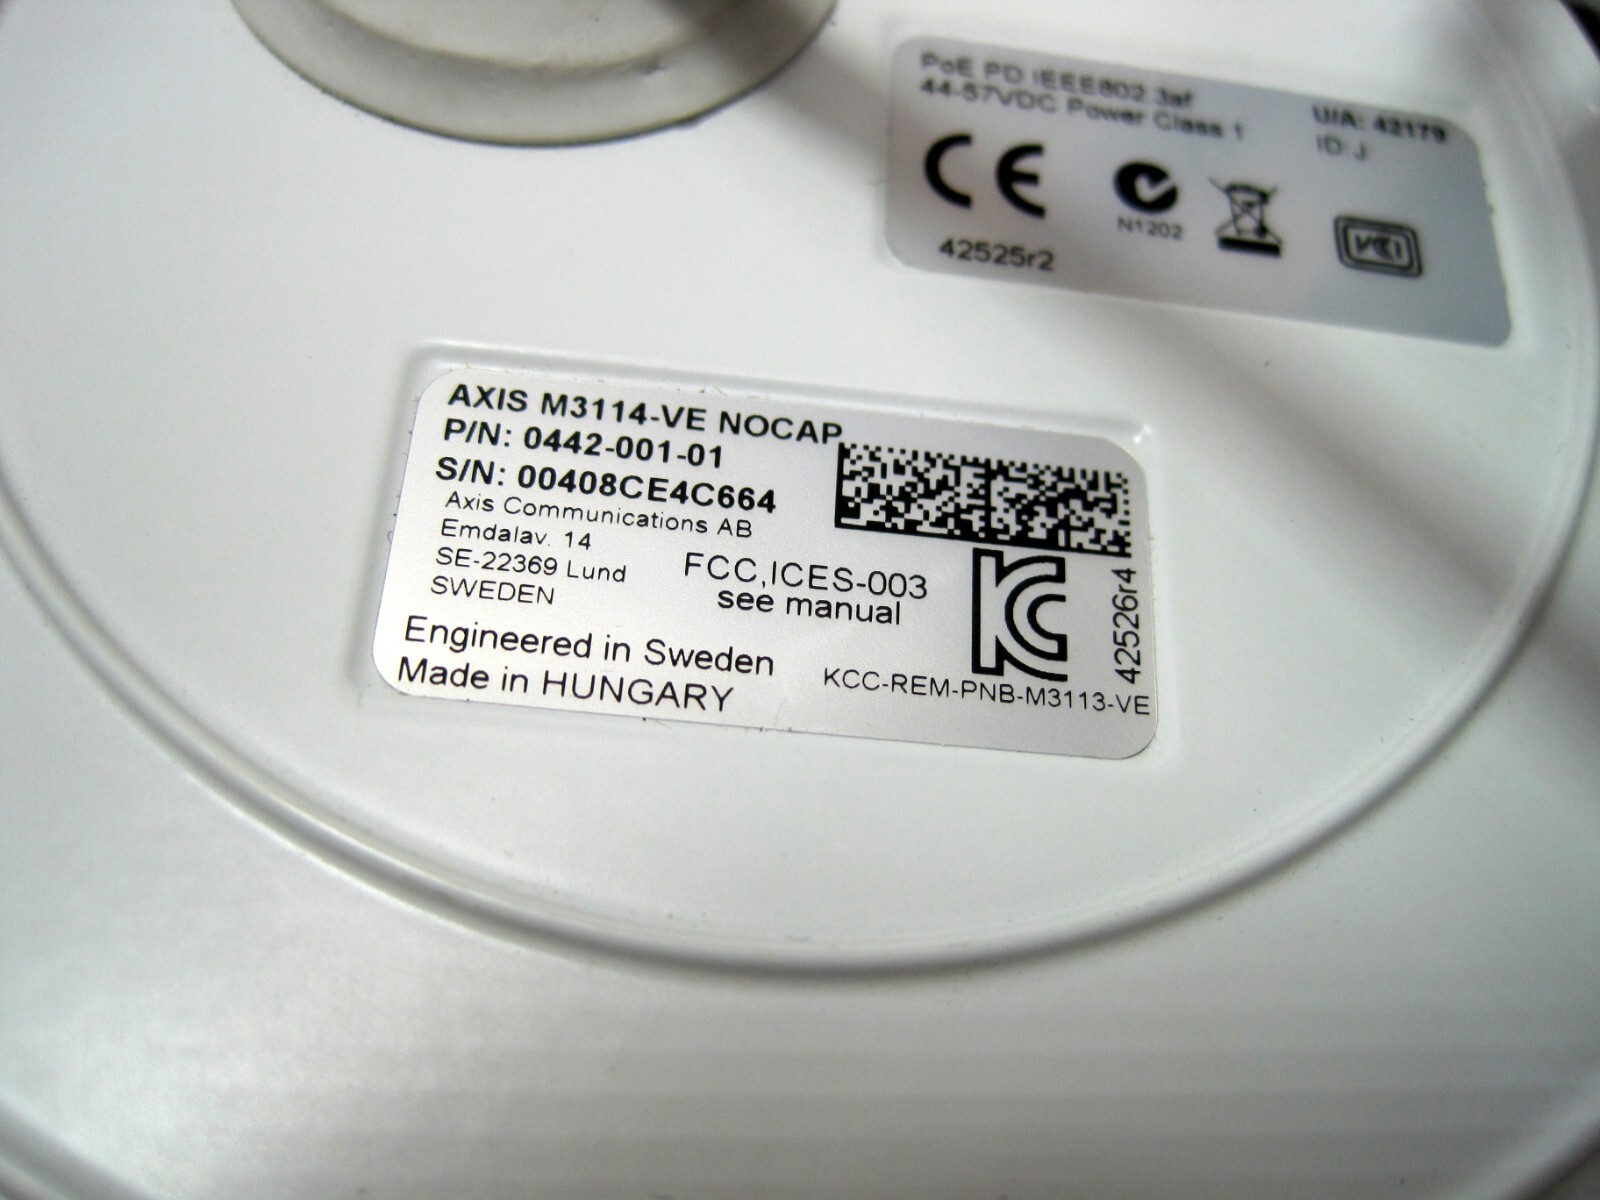 PoE PD IEEE802.3af
44-57VDC Power Class 1
U/A: 42179
ID: J
CE
N1202
42525r2
VCCI
AXIS M3114-VE NOCAP
P/N: 0442-001-01
S/N: 00408CE4C664
Axis Communications AB
Emdalav. 14
SE-22369 Lund
SWEDEN
FCC,ICES-003
see manual
Engineered in Sweden
Made in HUNGARY
KC
42526r4
KCC-REM-PNB-M3113-VE